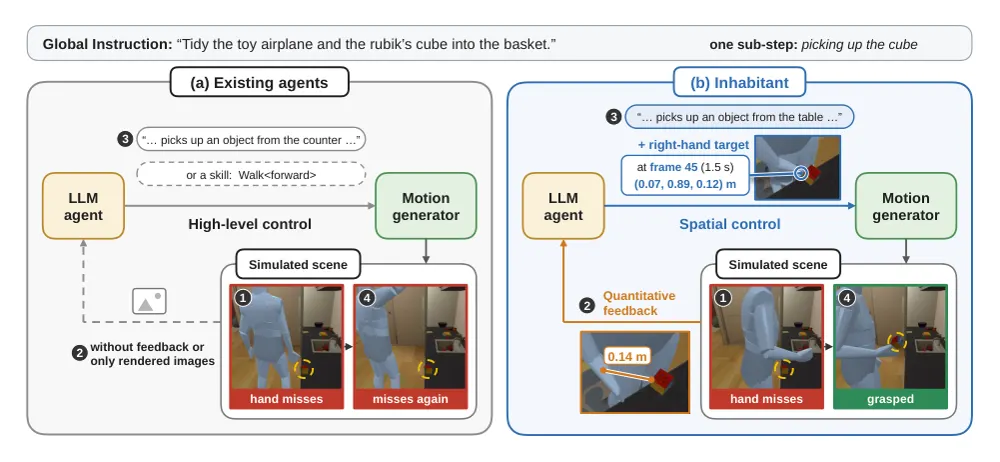 Global Instruction: “Tidy the toy airplane and the rubik’s cube into the basket.”
one sub-step: picking up the cube
(a) Existing agents
3
“… picks up an object from the counter …”
or a skill: Walk<forward>
LLM
agent
Motion
generator
High-level control
Simulated scene
1
4
2
without feedback or
only rendered images
hand misses
misses again
(b) Inhabitant
3
“… picks up an object from the table …”
+ right-hand target
at frame 45 (1.5 s)
(0.07, 0.89, 0.12) m
LLM
agent
Motion
generator
Spatial control
Simulated scene
2
Quantitative
feedback
0.14 m
1
4
hand misses
grasped